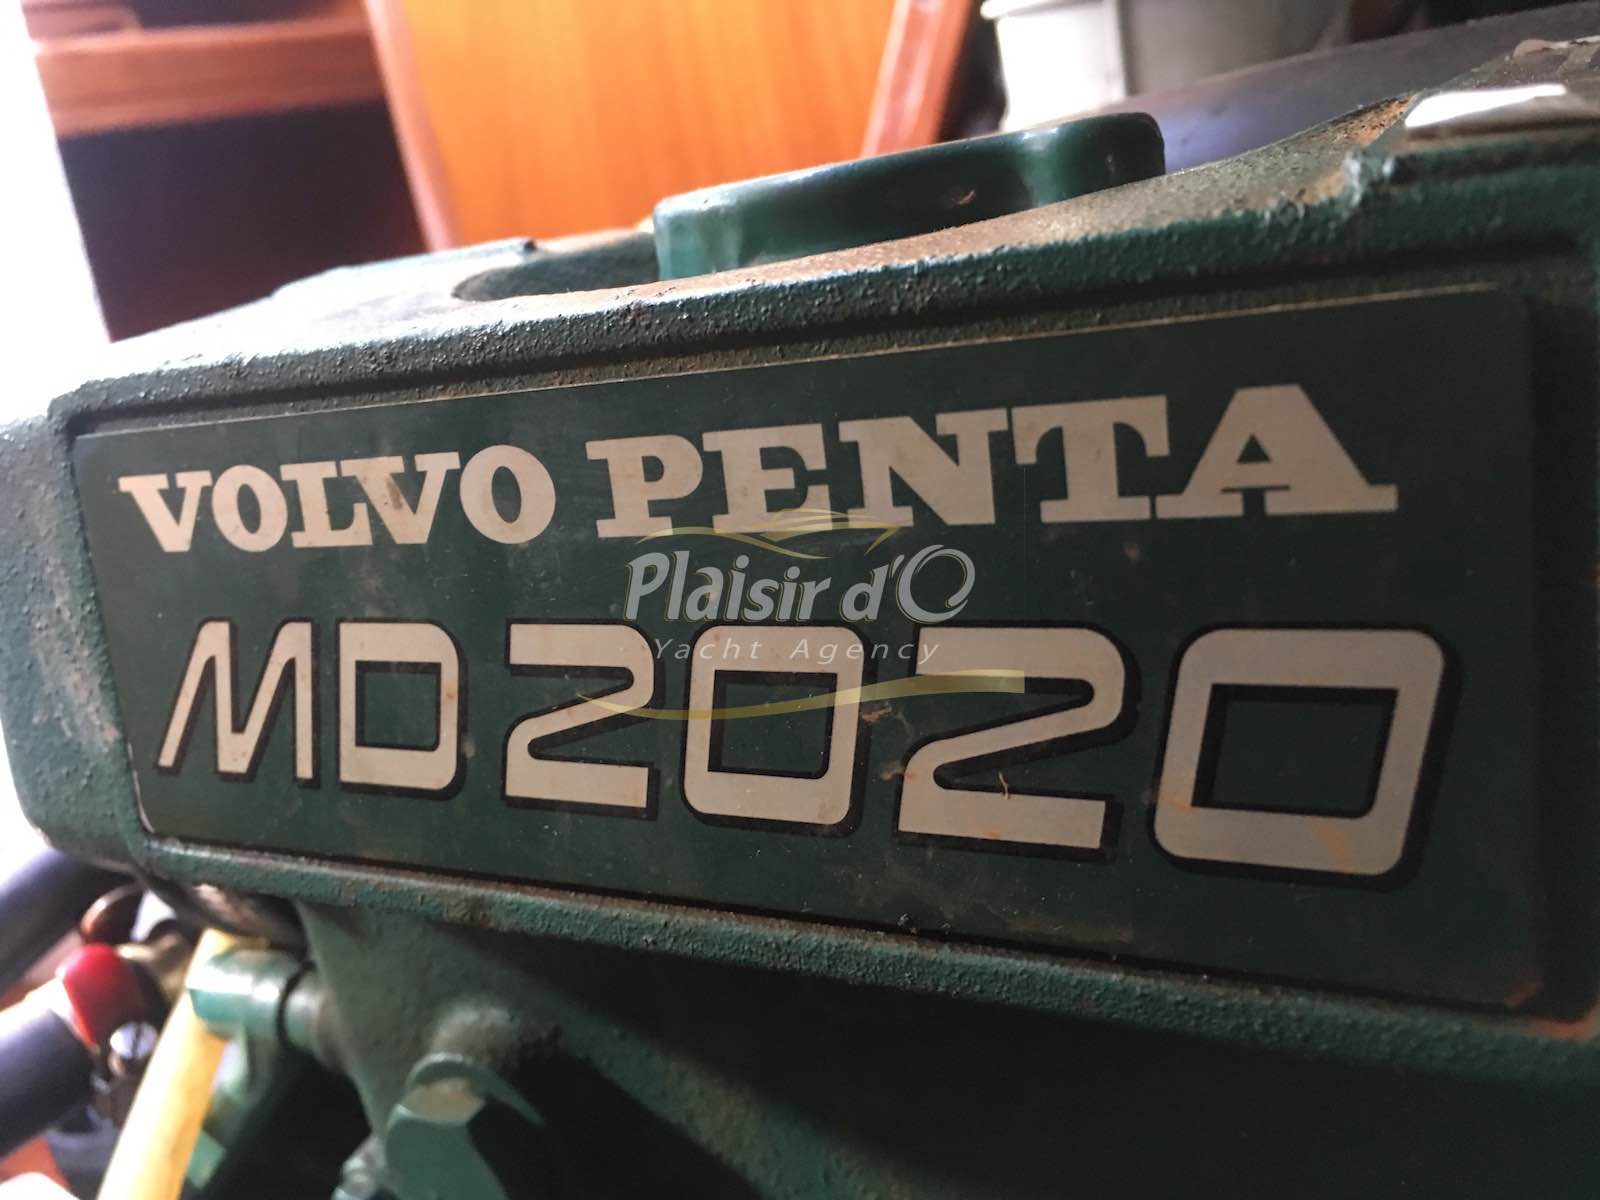 VOLVO PENTA
Plaisir d'O
Yacht Agency
MD2020